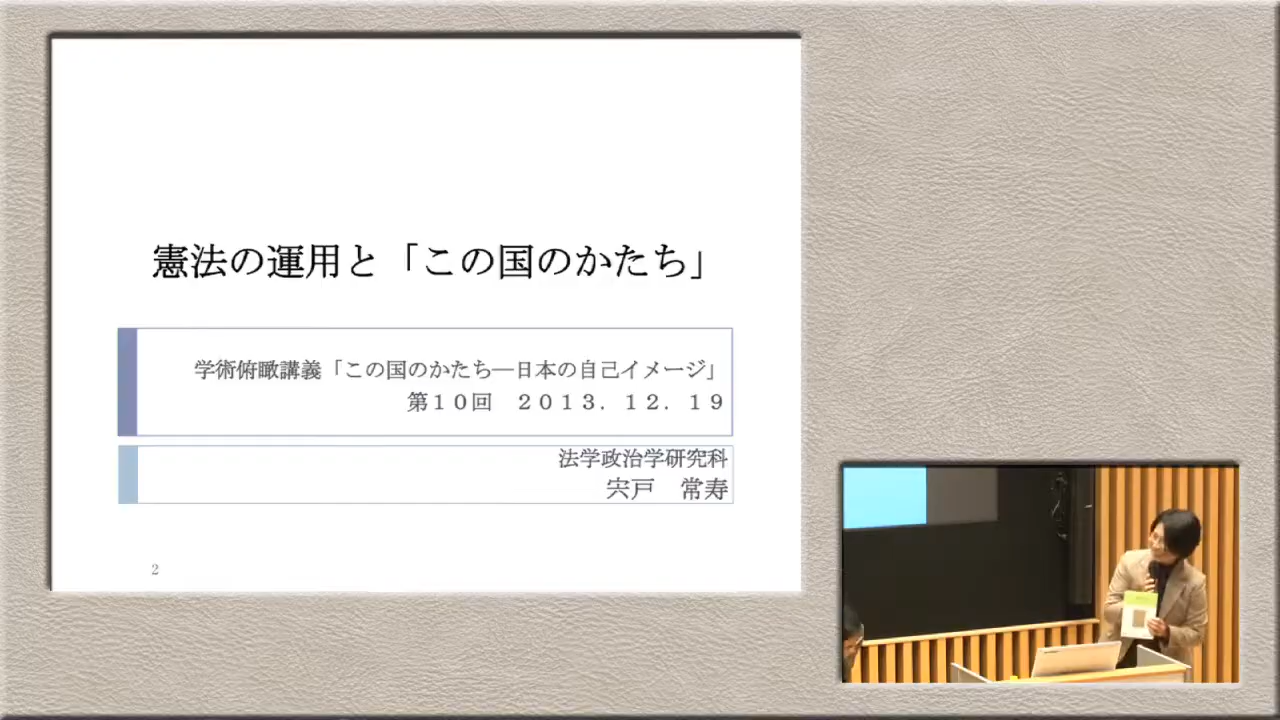 憲法の運用と「この国のかたち」
学術俯瞰講義「この国のかたち―日本の自己イメージ」
第１０回　２０１３．１２．１９
法学政治学研究科
宍戸　常寿
2